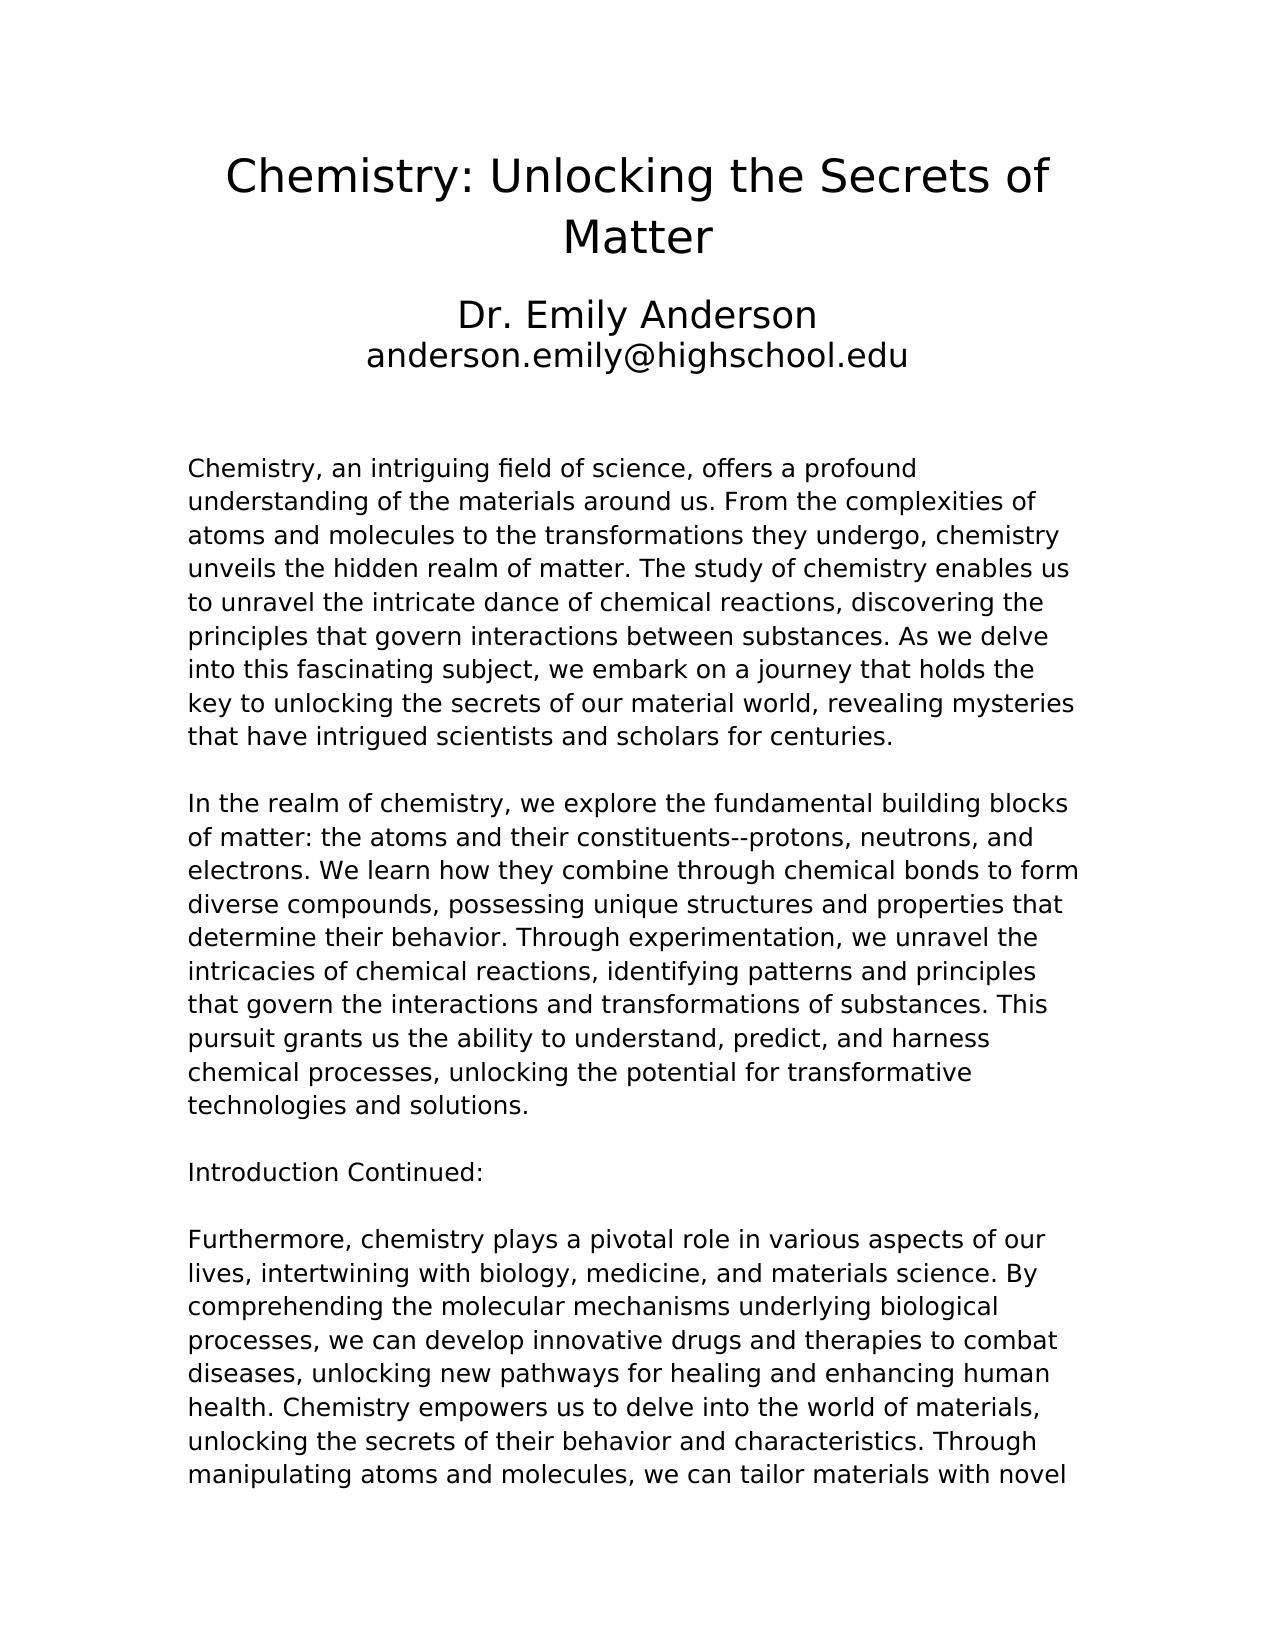 Chemistry: Unlocking the Secrets of
Matter
Dr. Emily Anderson
anderson.emily@highschool.edu
Chemistry, an intriguing field of science, offers a profound
understanding of the materials around us. From the complexities of
atoms and molecules to the transformations they undergo, chemistry
unveils the hidden realm of matter. The study of chemistry enables us
to unravel the intricate dance of chemical reactions, discovering the
principles that govern interactions between substances. As we delve
into this fascinating subject, we embark on a journey that holds the
key to unlocking the secrets of our material world, revealing mysteries
that have intrigued scientists and scholars for centuries.
In the realm of chemistry, we explore the fundamental building blocks
of matter: the atoms and their constituents--protons, neutrons, and
electrons. We learn how they combine through chemical bonds to form
diverse compounds, possessing unique structures and properties that
determine their behavior. Through experimentation, we unravel the
intricacies of chemical reactions, identifying patterns and principles
that govern the interactions and transformations of substances. This
pursuit grants us the ability to understand, predict, and harness
chemical processes, unlocking the potential for transformative
technologies and solutions.
Introduction Continued:
Furthermore, chemistry plays a pivotal role in various aspects of our
lives, intertwining with biology, medicine, and materials science. By
comprehending the molecular mechanisms underlying biological
processes, we can develop innovative drugs and therapies to combat
diseases, unlocking new pathways for healing and enhancing human
health. Chemistry empowers us to delve into the world of materials,
unlocking the secrets of their behavior and characteristics. Through
manipulating atoms and molecules, we can tailor materials with novel